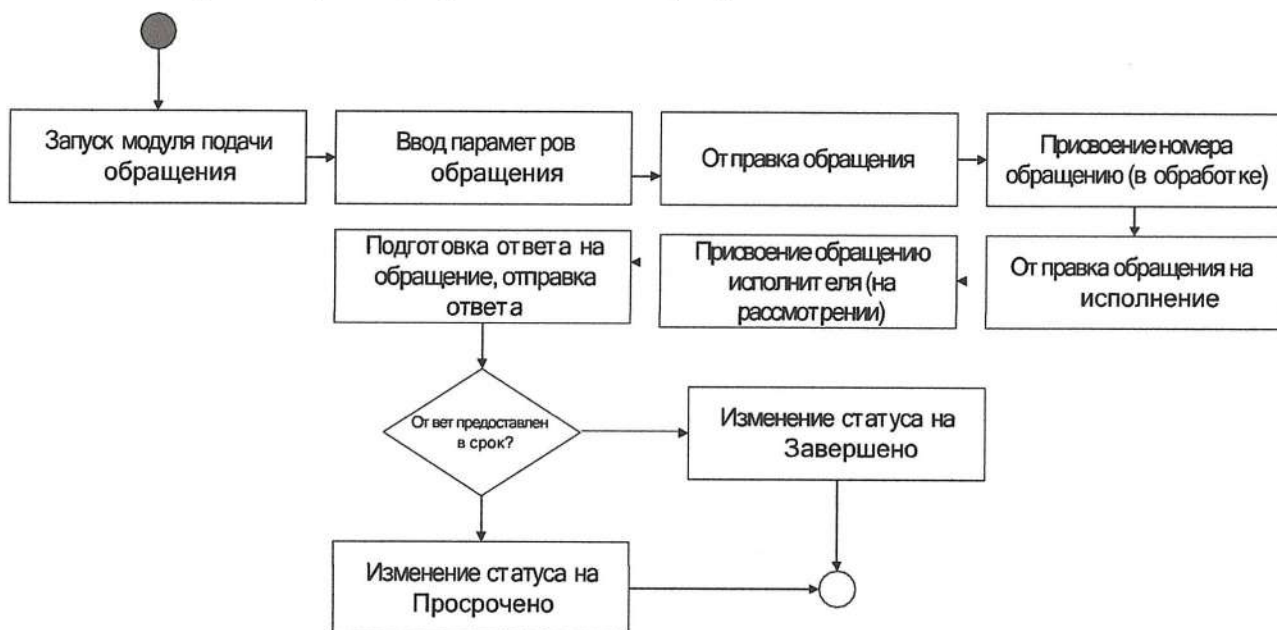 Запуск модуля подачи
обращения
Ввод параметров
обращения
Отправка обращения
Присвоение номера
обращению (в обработке)
Отправка обращения на
исполнение
Присвоение обращению
исполнителя (на
рассмотрении)
Подготовка ответа на
обращение, отправка
ответа
Ответ предоставлен
в срок?
Изменение статуса на
Завершено
Изменение статуса на
Просрочено